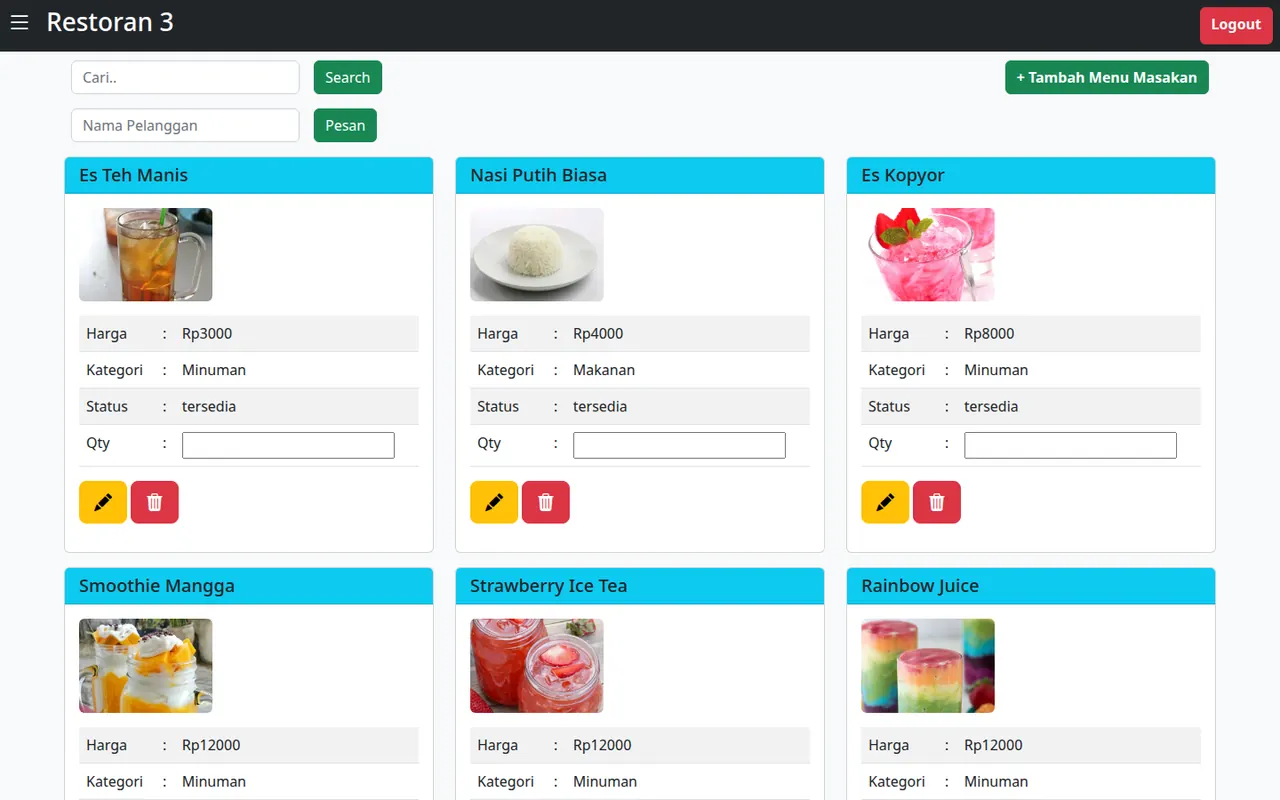 Restoran 3
Logout
Cari..
Search
+ Tambah Menu Masakan
Nama Pelanggan
Pesan
Es Teh Manis
Harga : Rp3000
Kategori : Minuman
Status : tersedia
Qty :
Nasi Putih Biasa
Harga : Rp4000
Kategori : Makanan
Status : tersedia
Qty :
Es Kopyor
Harga : Rp8000
Kategori : Minuman
Status : tersedia
Qty :
Smoothie Mangga
Harga : Rp12000
Kategori : Minuman
Strawberry Ice Tea
Harga : Rp12000
Kategori : Minuman
Rainbow Juice
Harga : Rp12000
Kategori : Minuman